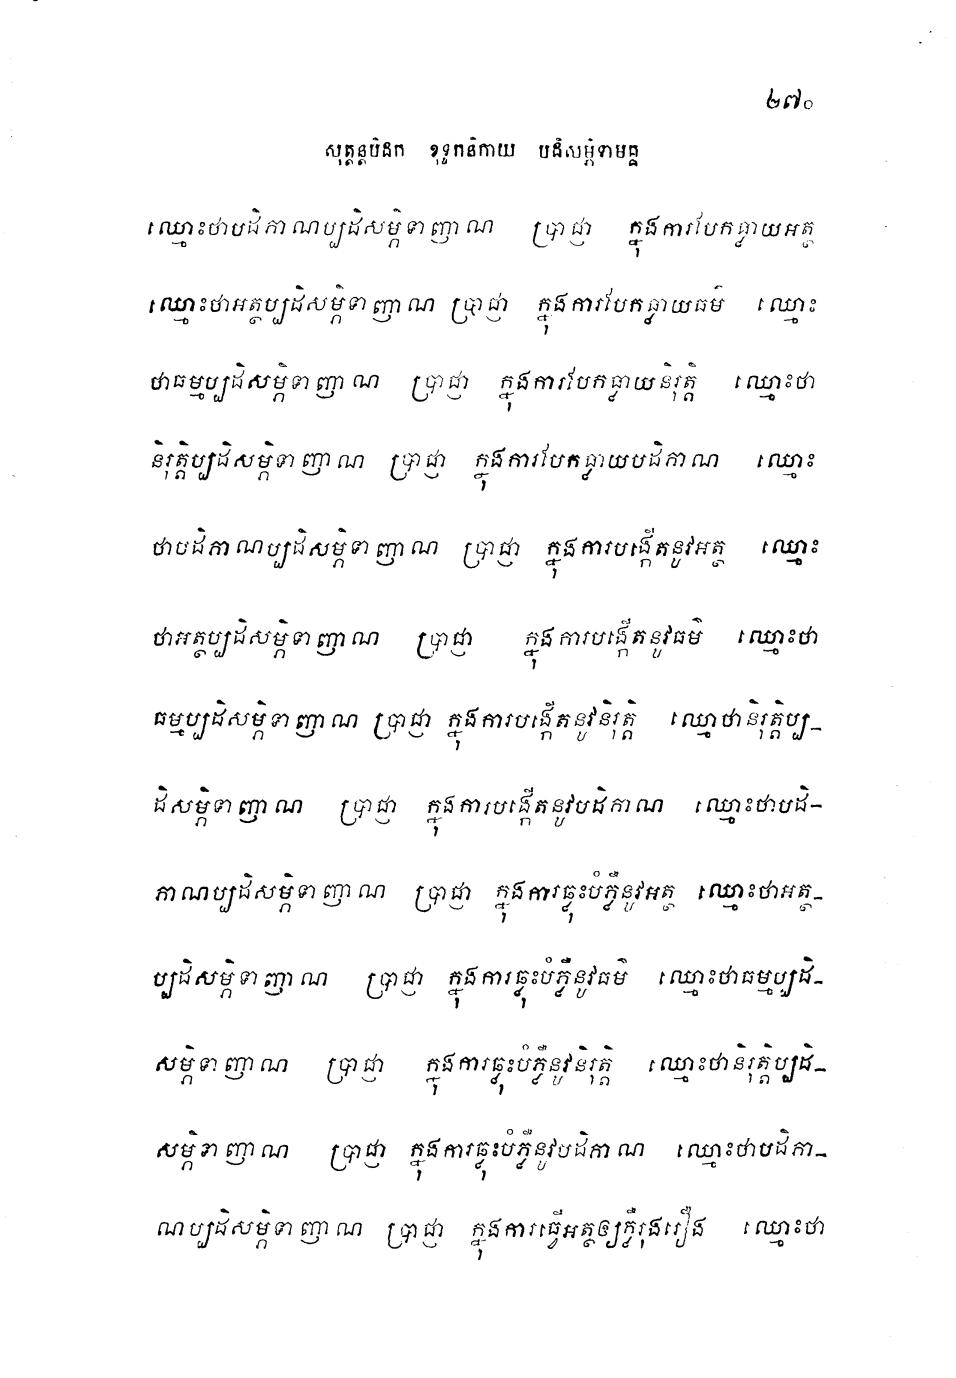 ២៧០
សុត្តន្តបិដក ខុទ្ទកនិកាយ បដិសម្ភិទាមគ្គ
ឈ្មោះថាបដិភាណប្បដិសម្ភិទាញាណ ប្រាជ្ញា ក្នុងការបែកធ្លាយអត្ថ
ឈ្មោះថាអត្ថប្បដិសម្ភិទាញាណ ប្រាជ្ញា ក្នុងការបែកធ្លាយធម៌ ឈ្មោះ
ថាធម្មប្បដិសម្ភិទាញាណ ប្រាជ្ញា ក្នុងការបែកធ្លាយនិរុត្តិ ឈ្មោះថា
និរុត្តិប្បដិសម្ភិទាញាណ ប្រាជ្ញា ក្នុងការបែកធ្លាយបដិភាណ ឈ្មោះ
ថាបដិភាណប្បដិសម្ភិទាញាណ ប្រាជ្ញា ក្នុងការបង្កើតនូវអត្ថ ឈ្មោះ
ថាអត្ថប្បដិសម្ភិទាញាណ ប្រាជ្ញា ក្នុងការបង្កើតនូវធម៌ ឈ្មោះថា
ធម្មប្បដិសម្ភិទាញាណ ប្រាជ្ញា ក្នុងការបង្កើតនូវនិរុត្តិ ឈ្មោថានិរុត្តិប្ប-
ដិសម្ភិទាញាណ ប្រាជ្ញា ក្នុងការបង្កើតនូវបដិភាណ ឈ្មោះថាបដិ-
ភាណប្បដិសម្ភិទាញាណ ប្រាជ្ញា ក្នុងការធ្លុះបំភ្លឺនូវអត្ថ ឈ្មោះថាអត្ថ-
ប្បដិសម្ភិទាញាណ ប្រាជ្ញា ក្នុងការធ្លុះបំភ្លឺនូវធម៌ ឈ្មោះថាធម្មប្បដិ-
សម្ភិទាញាណ ប្រាជ្ញា ក្នុងការធ្លុះបំភ្លឺនូវនិរុត្តិ ឈ្មោះថានិរុត្តិប្បដិ-
សម្ភិទាញាណ ប្រាជ្ញា ក្នុងការធ្លុះបំភ្លឺនូវបដិភាណ ឈ្មោះថាបដិភា-
ណប្បដិសម្ភិទាញាណ ប្រាជ្ញា ក្នុងការធ្វើអត្ថឲ្យភ្លឺរុងរឿង ឈ្មោះថា